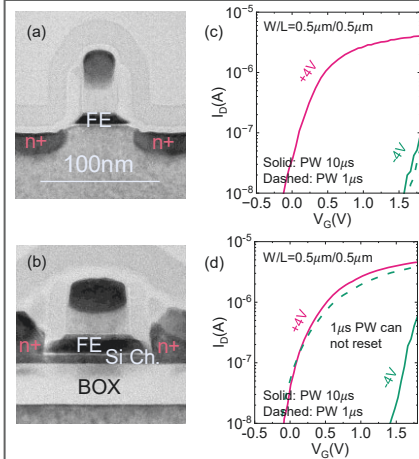 (a)
FE
n+
n+
100nm
(b)
FE
Si Ch.
n+
n+
BOX
(c)
W/L=0.5μm/0.5μm
+4V
-4V
Solid: PW 10μs
Dashed: PW 1μs
I_D(A)
10^-5
10^-6
10^-7
10^-8
-0.5 0.0 0.5 1.0 1.5
V_G(V)
(d)
W/L=0.5μm/0.5μm
+4V
1μs PW can
not reset
-4V
Solid: PW 10μs
Dashed: PW 1μs
I_D(A)
10^-5
10^-6
10^-7
10^-8
-0.5 0.0 0.5 1.0 1.5
V_G(V)